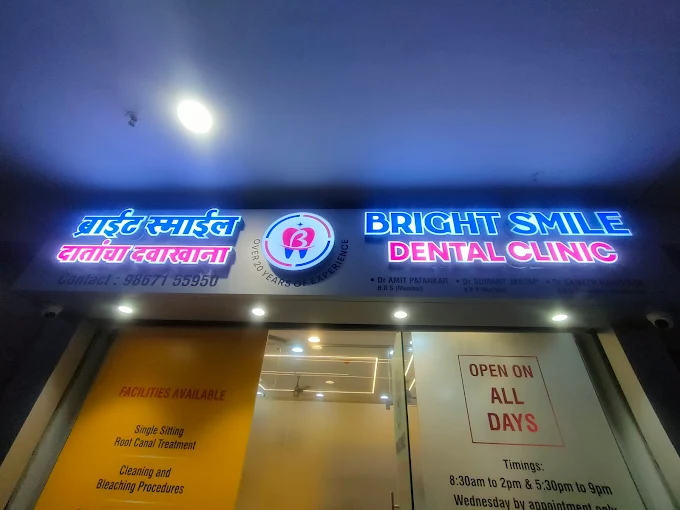 ब्राईट स्माईल
दातांचा दवाखाना
Contact : 98671 55950
B
OVER 20 YEARS OF EXPERIENCE
BRIGHT SMILE
DENTAL CLINIC
• Dr AMIT PATANKAR
B D S (Mumbai)
• Dr
FACILITIES AVAILABLE
Single Sitting
Root Canal Treatment
Cleaning and
Bleaching Procedures
OPEN ON
ALL
DAYS
Timings:
8:30am to 2pm & 5:30pm to 9pm
Wednesday by appointment only